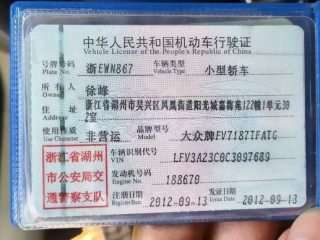 中华人民共和国机动车行驶证
Vehicle License of the People's Republic of China
号牌号码 浙EWN867 车辆类型 小型轿车
Plate No. Vehicle Type
所有人 徐峰
Owner
住址 浙江省湖州市吴兴区凤凰街道阳光城嘉梅苑122幢1单元302室
使用性质 非营运 品牌型号 大众牌FV7187TFATG
Use Character Model
浙江省湖州市公安局交通警察支队
车辆识别代号 LFV3A23C0C3097689
VIN
发动机号码 188670
Engine No.
注册日期 2012-09-13 发证日期 2012-09-13
Register Date Issue Date